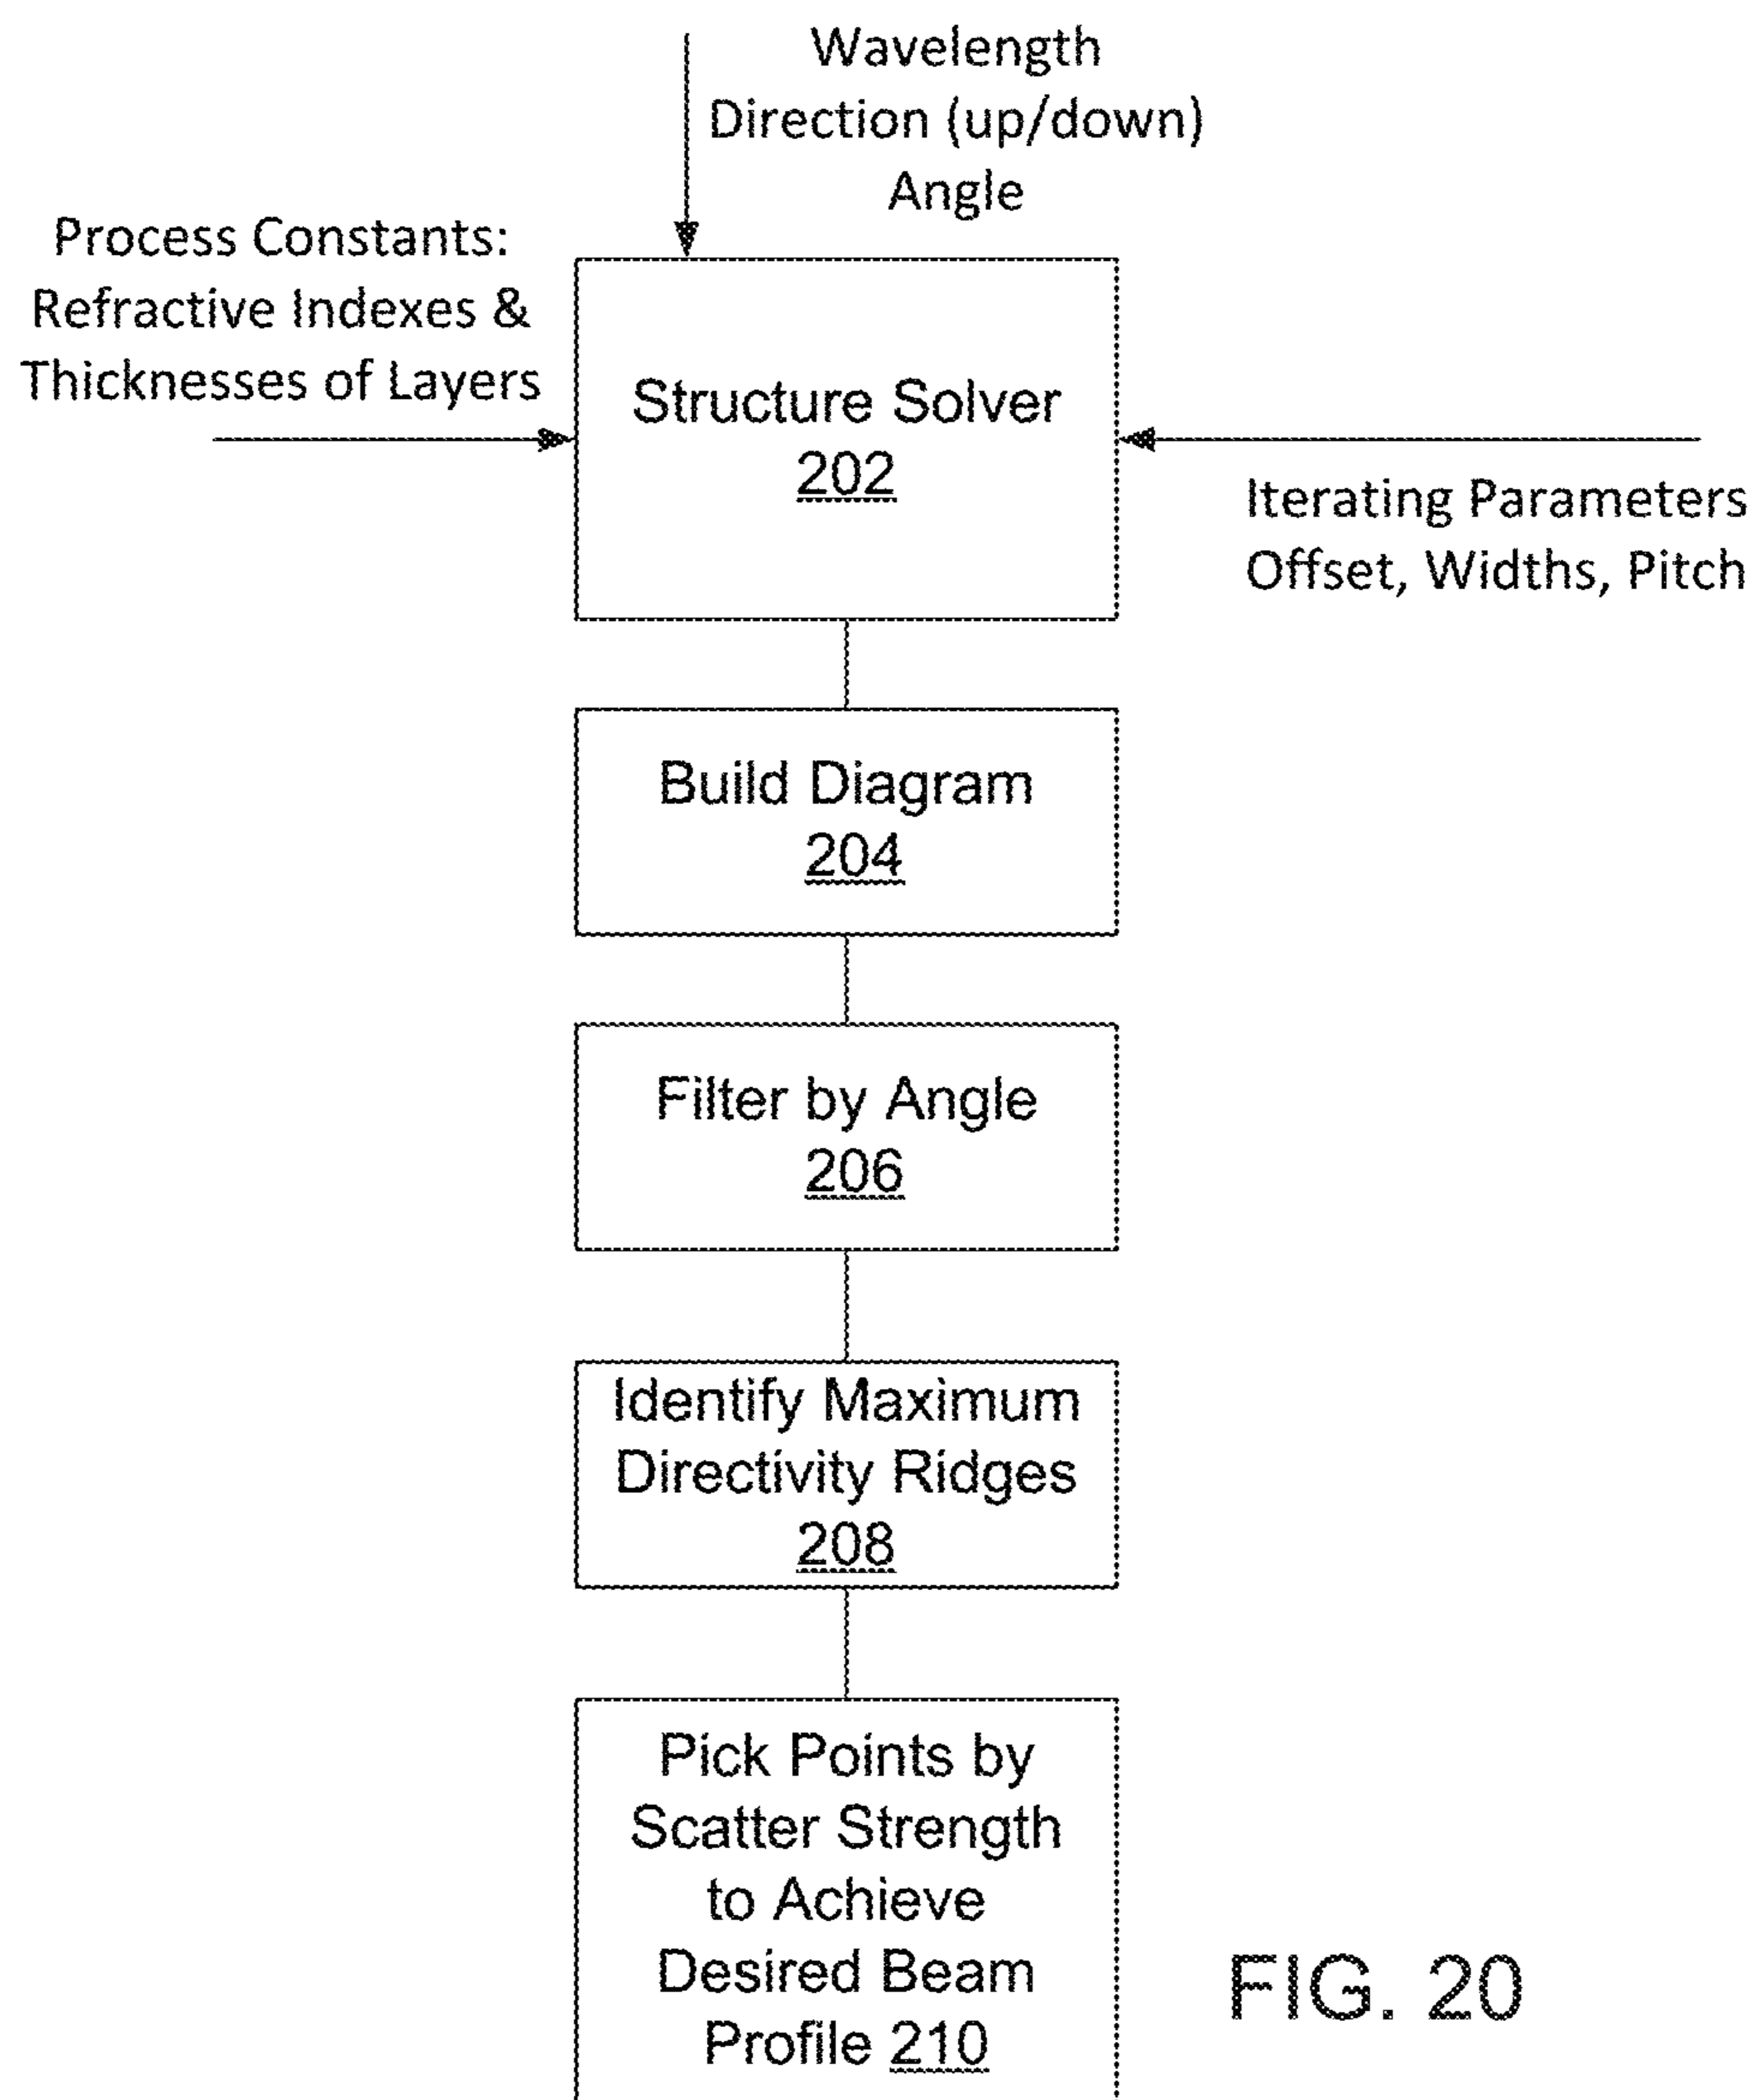 Wavelength
Direction (up/down)
Angle
Process Constants:
Refractive Indexes &
Thicknesses of Layers
Structure Solver
202
Iterating Parameters
Offset, Widths, Pitch
Build Diagram
204
Filter by Angle
206
Identify Maximum
Directivity Ridges
208
Pick Points by
Scatter Strength
to Achieve
Desired Beam
Profile 210
FIG. 20